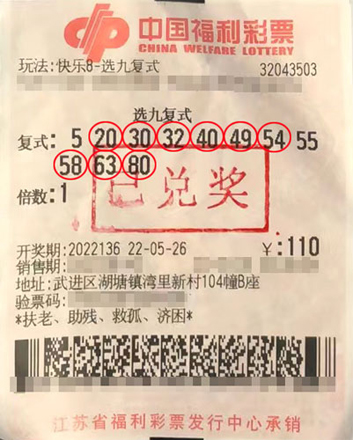 中国福利彩票
CHINA WELFARE LOTTERY
玩法:快乐8-选九复式 32043503
选九复式
复式: 5 20 30 32 40 49 54 55
58 63 80
倍数:1
已兑奖
开奖期:2022136 22-05-26 ¥:110
销售期:
地址:武进区湖塘镇湾里新村104幢B座
验票码:
*扶老、助残、救孤、济困*
江苏省福利彩票发行中心承销